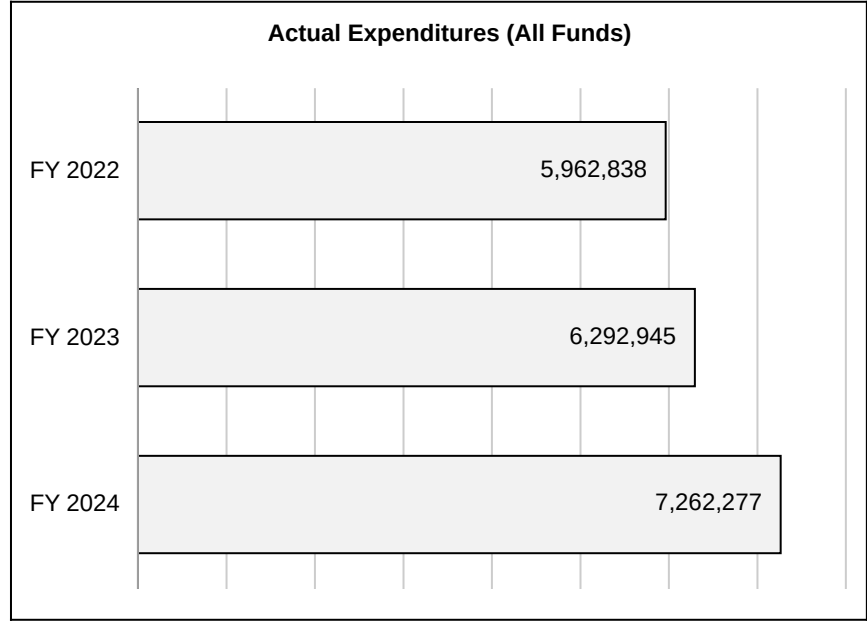 Actual Expenditures (All Funds)
FY 2022
5,962,838
FY 2023
6,292,945
FY 2024
7,262,277